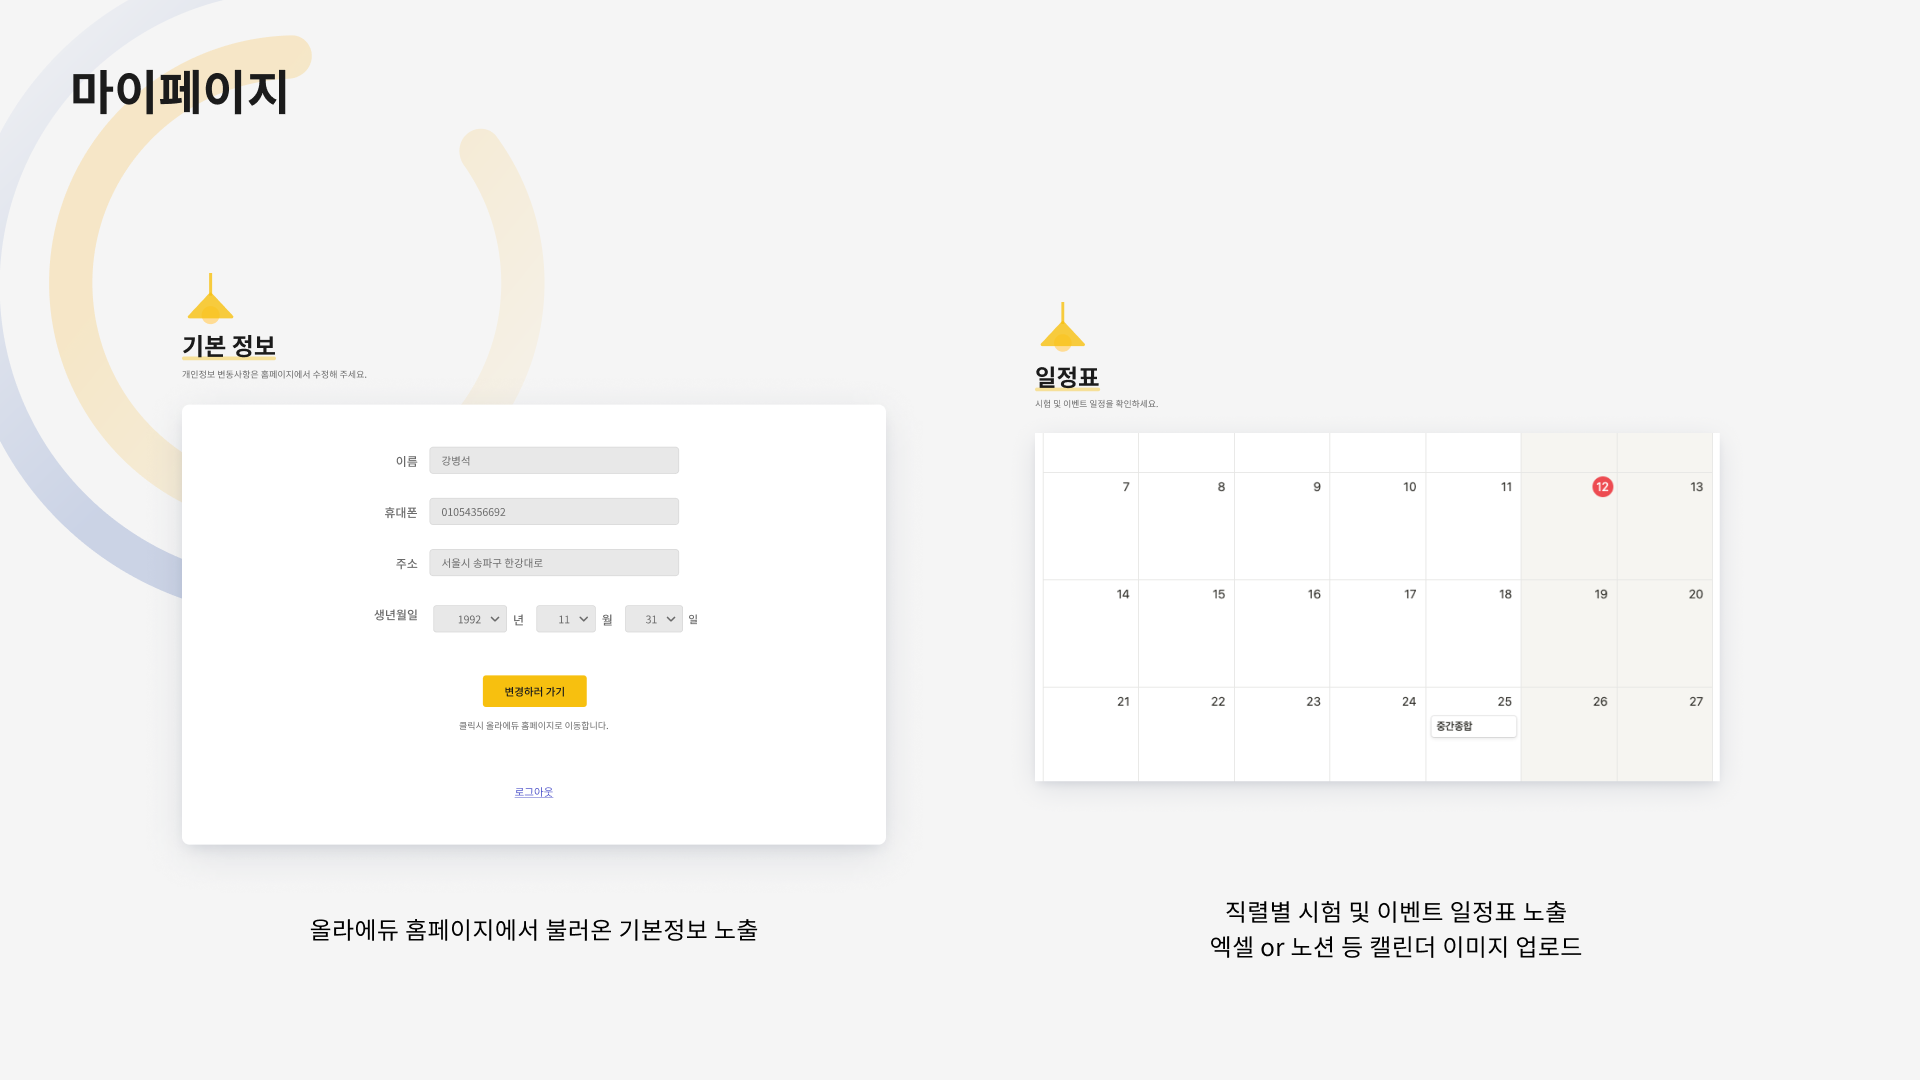 마이페이지
기본 정보
개인정보 변동사항은 홈페이지에서 수정해 주세요.
이름 강병석
휴대폰 01054356692
주소 서울시 송파구 한강대로
생년월일 1992 년 11 월 31 일
변경하러 가기
클릭시 올라에듀 홈페이지로 이동합니다.
로그아웃
올라에듀 홈페이지에서 불러온 기본정보 노출
일정표
시험 및 이벤트 일정을 확인하세요.
7 8 9 10 11 12 13
14 15 16 17 18 19 20
21 22 23 24 25 26 27
중간종합
직렬별 시험 및 이벤트 일정표 노출
엑셀 or 노션 등 캘린더 이미지 업로드